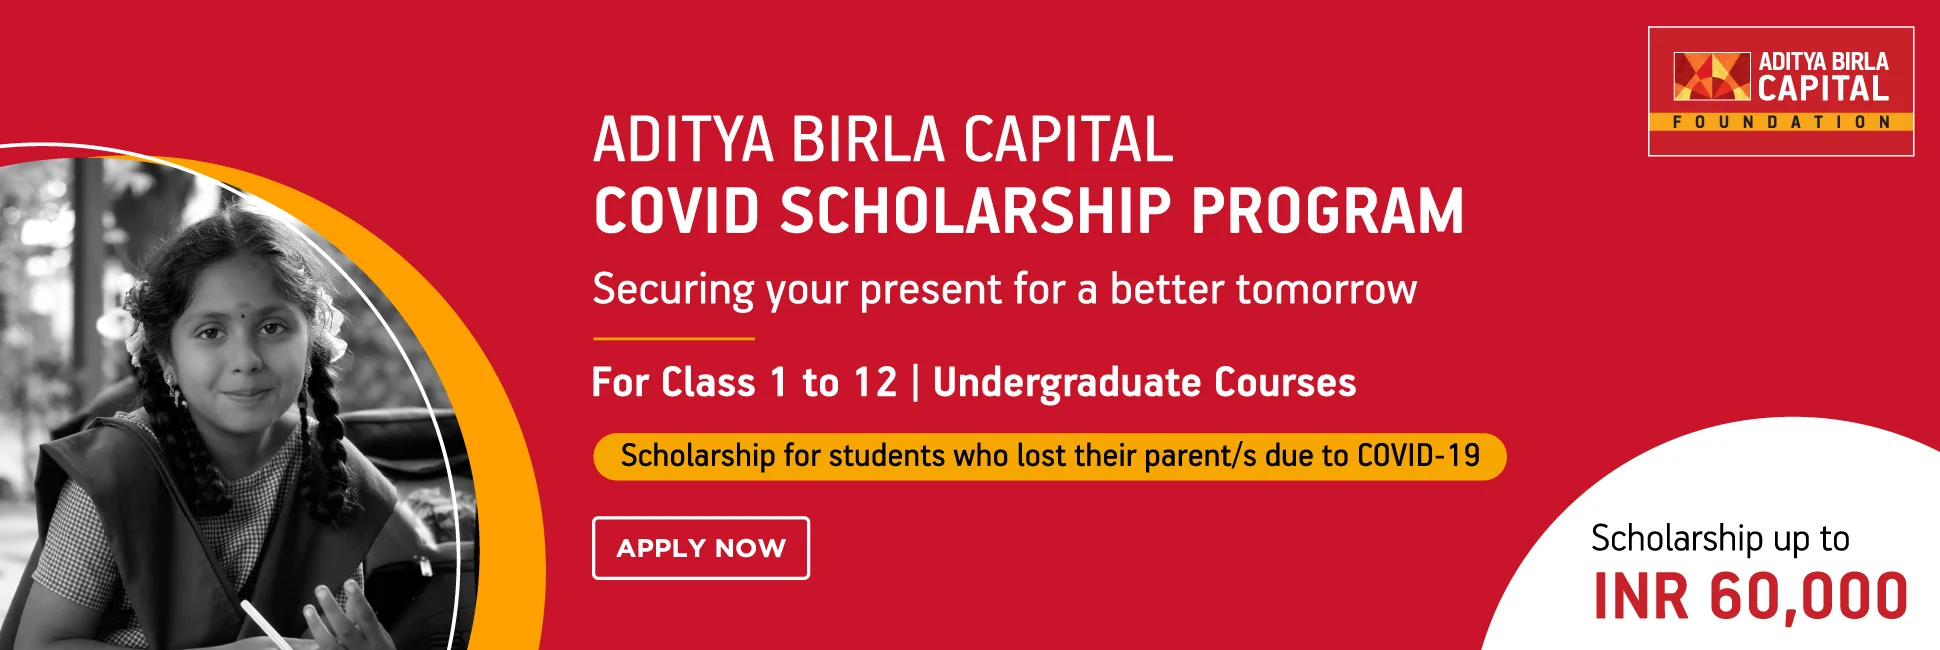 ADITYA BIRLA
CAPITAL
FOUNDATION
ADITYA BIRLA CAPITAL
COVID SCHOLARSHIP PROGRAM
Securing your present for a better tomorrow
For Class 1 to 12 | Undergraduate Courses
Scholarship for students who lost their parent/s due to COVID-19
APPLY NOW
Scholarship up to
INR 60,000